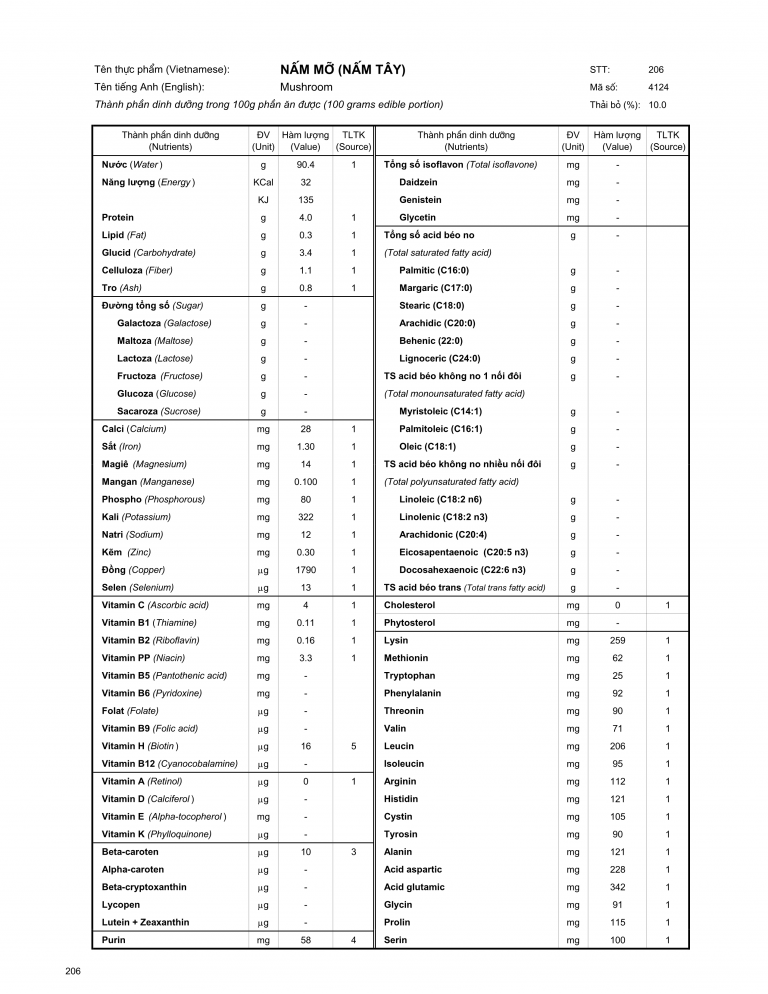 Tên thực phẩm (Vietnamese): NẤM MỠ (NẤM TÂY) STT: 206
Tên tiếng Anh (English): Mushroom Mã số: 4124
Thành phần dinh dưỡng trong 100g phần ăn được (100 grams edible portion) Thải bỏ (%): 10.0
Thành phần dinh dưỡng ĐV Hàm lượng TLTK Thành phần dinh dưỡng ĐV Hàm lượng TLTK
(Nutrients) (Unit) (Value) (Source) (Nutrients) (Unit) (Value) (Source)
Nước (Water) g 90.4 1 Tổng số isoflavon (Total isoflavone) mg -
Năng lượng (Energy) KCal 32 Daidzein mg -
KJ 135 Genistein mg -
Protein g 4.0 1 Glycetin mg -
Lipid (Fat) g 0.3 1 Tổng số acid béo no g -
Glucid (Carbohydrate) g 3.4 1 (Total saturated fatty acid)
Celluloza (Fiber) g 1.1 1 Palmitic (C16:0) g -
Tro (Ash) g 0.8 1 Margaric (C17:0) g -
Đường tổng số (Sugar) g - Stearic (C18:0) g -
Galactoza (Galactose) g - Arachidic (C20:0) g -
Maltoza (Maltose) g - Behenic (22:0) g -
Lactoza (Lactose) g - Lignoceric (C24:0) g -
Fructoza (Fructose) g - TS acid béo không no 1 nối đôi g -
Glucoza (Glucose) g - (Total monounsaturated fatty acid)
Sacaroza (Sucrose) g - Myristoleic (C14:1) g -
Calci (Calcium) mg 28 1 Palmitoleic (C16:1) g -
Sắt (Iron) mg 1.30 1 Oleic (C18:1) g -
Magiê (Magnesium) mg 14 1 TS acid béo không no nhiều nối đôi g -
Mangan (Manganese) mg 0.100 1 (Total polyunsaturated fatty acid)
Phospho (Phosphorous) mg 80 1 Linoleic (C18:2 n6) g -
Kali (Potassium) mg 322 1 Linolenic (C18:2 n3) g -
Natri (Sodium) mg 12 1 Arachidonic (C20:4) g -
Kẽm (Zinc) mg 0.30 1 Eicosapentaenoic (C20:5 n3) g -
Đồng (Copper) μg 1790 1 Docosahexaenoic (C22:6 n3) g -
Selen (Selenium) μg 13 1 TS acid béo trans (Total trans fatty acid) g -
Vitamin C (Ascorbic acid) mg 4 1 Cholesterol mg 0 1
Vitamin B1 (Thiamine) mg 0.11 1 Phytosterol mg -
Vitamin B2 (Riboflavin) mg 0.16 1 Lysin mg 259 1
Vitamin PP (Niacin) mg 3.3 1 Methionin mg 62 1
Vitamin B5 (Pantothenic acid) mg - Tryptophan mg 25 1
Vitamin B6 (Pyridoxine) mg - Phenylalanin mg 92 1
Folat (Folate) μg - Threonin mg 90 1
Vitamin B9 (Folic acid) μg - Valin mg 71 1
Vitamin H (Biotin) μg 16 5 Leucin mg 206 1
Vitamin B12 (Cyanocobalamine) μg - Isoleucin mg 95 1
Vitamin A (Retinol) μg 0 1 Arginin mg 112 1
Vitamin D (Calciferol) μg - Histidin mg 121 1
Vitamin E (Alpha-tocopherol) mg - Cystin mg 105 1
Vitamin K (Phylloquinone) μg - Tyrosin mg 90 1
Beta-caroten μg 10 3 Alanin mg 121 1
Alpha-caroten μg - Acid aspartic mg 228 1
Beta-cryptoxanthin μg - Acid glutamic mg 342 1
Lycopen μg - Glycin mg 91 1
Lutein + Zeaxanthin μg - Prolin mg 115 1
Purin mg 58 4 Serin mg 100 1
206